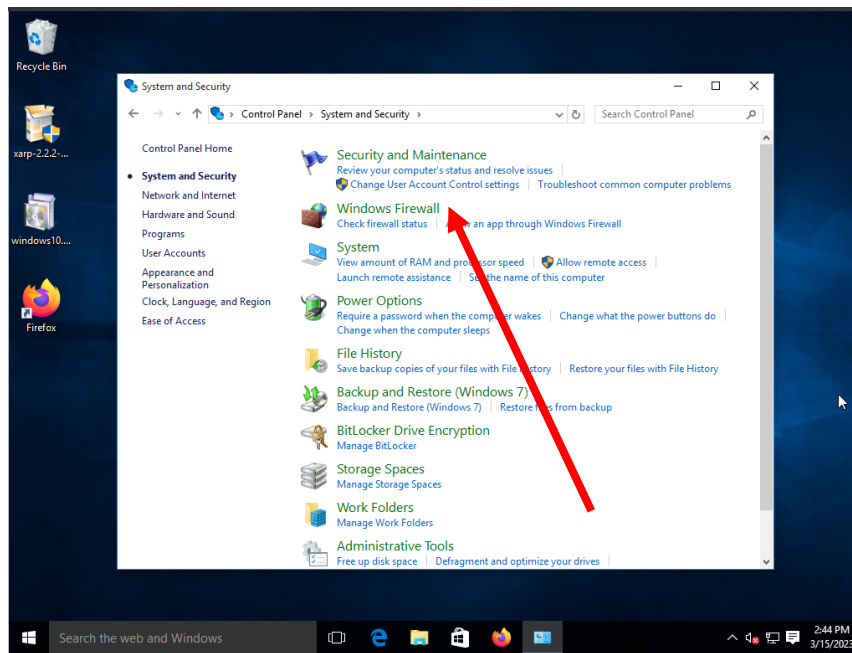 Recycle Bin
xarp-2.2.2-...
windows10....
Firefox
System and Security
Control Panel > System and Security >
Search Control Panel
Control Panel Home
System and Security
Network and Internet
Hardware and Sound
Programs
User Accounts
Appearance and
Personalization
Clock, Language, and Region
Ease of Access
Security and Maintenance
Review your computer's status and resolve issues
Change User Account Control settings
Troubleshoot common computer problems
Windows Firewall
Check firewall status
an app through Windows Firewall
System
View amount of RAM and processor speed
Allow remote access
Launch remote assistance
See the name of this computer
Power Options
Require a password when the computer wakes
Change what the power buttons do
Change when the computer sleeps
File History
Save backup copies of your files with File History
Restore your files with File History
Backup and Restore (Windows 7)
Backup and Restore (Windows 7)
Restore files from backup
BitLocker Drive Encryption
Manage BitLocker
Storage Spaces
Manage Storage Spaces
Work Folders
Manage Work Folders
Administrative Tools
Free up disk space
Defragment and optimize your drives
Search the web and Windows
2:44 PM
3/15/2023